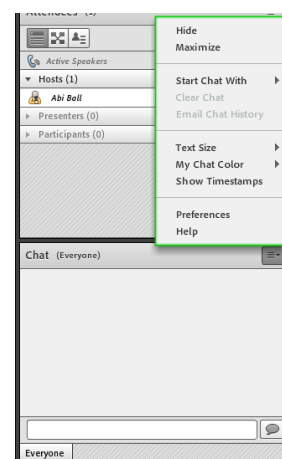 Attendees (1)
Hide
Maximize
Active Speakers
Start Chat With
Hosts (1)
Clear Chat
Abi Ball
Email Chat History
Presenters (0)
Participants (0)
Text Size
My Chat Color
Show Timestamps
Preferences
Help
Chat (Everyone)
Everyone